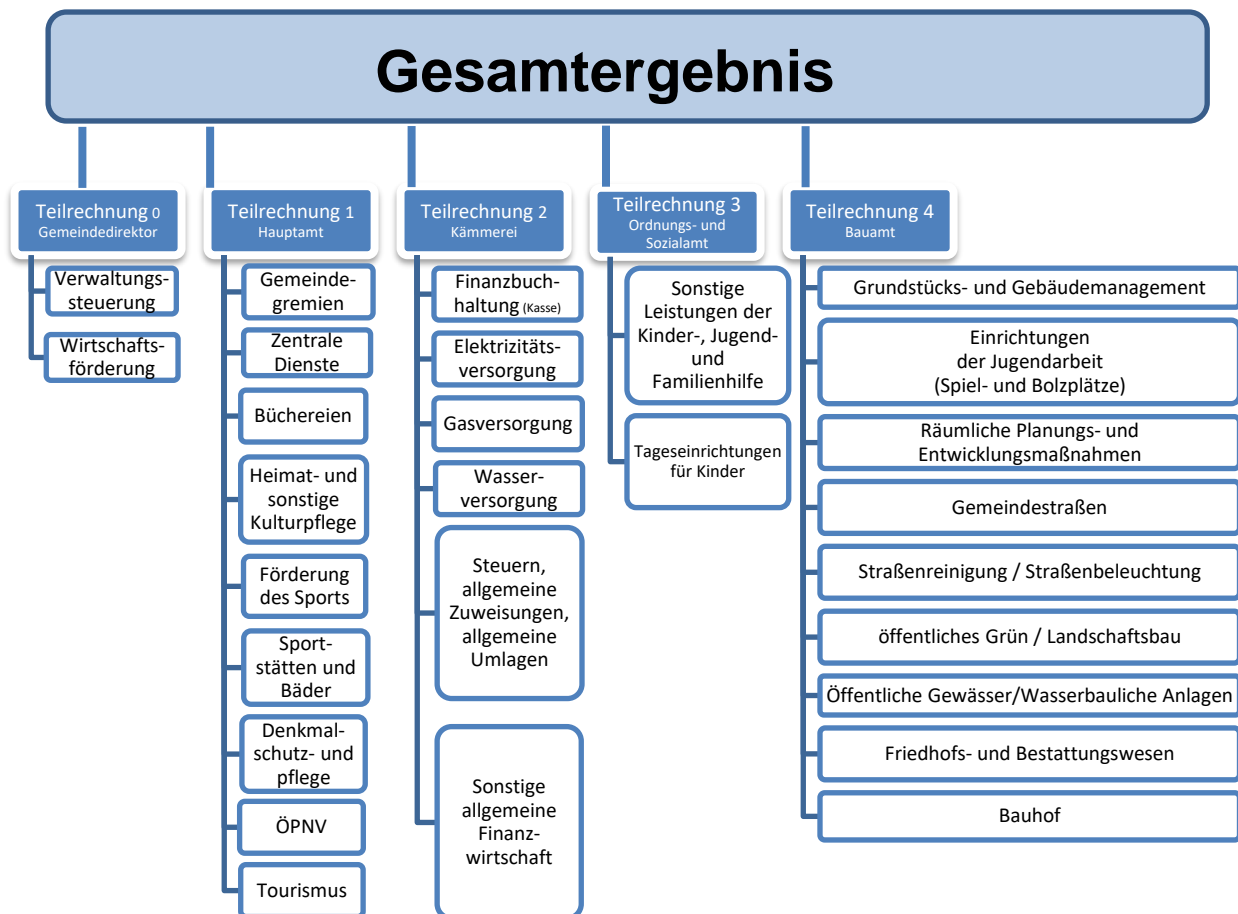 Gesamtergebnis
Teilrechnung 0
Gemeindedirektor
Verwaltungs-
steuerung
Wirtschafts-
förderung
Teilrechnung 1
Hauptamt
Gemeinde-
gremien
Zentrale
Dienste
Büchereien
Heimat- und
sonstige
Kulturpflege
Förderung
des Sports
Sport-
stätten und
Bäder
Denkmal-
schutz- und
pflege
ÖPNV
Tourismus
Teilrechnung 2
Kämmerei
Finanzbuch-
haltung (Kasse)
Elektrizitäts-
versorgung
Gasversorgung
Wasser-
versorgung
Steuern,
allgemeine
Zuweisungen,
allgemeine
Umlagen
Sonstige
allgemeine
Finanz-
wirtschaft
Teilrechnung 3
Ordnungs- und
Sozialamt
Sonstige
Leistungen der
Kinder-, Jugend-
und
Familienhilfe
Tageseinrichtungen
für Kinder
Teilrechnung 4
Bauamt
Grundstücks- und Gebäudemanagement
Einrichtungen
der Jugendarbeit
(Spiel- und Bolzplätze)
Räumliche Planungs- und
Entwicklungsmaßnahmen
Gemeindestraßen
Straßenreinigung / Straßenbeleuchtung
öffentliches Grün / Landschaftsbau
Öffentliche Gewässer/Wasserbauliche Anlagen
Friedhofs- und Bestattungswesen
Bauhof